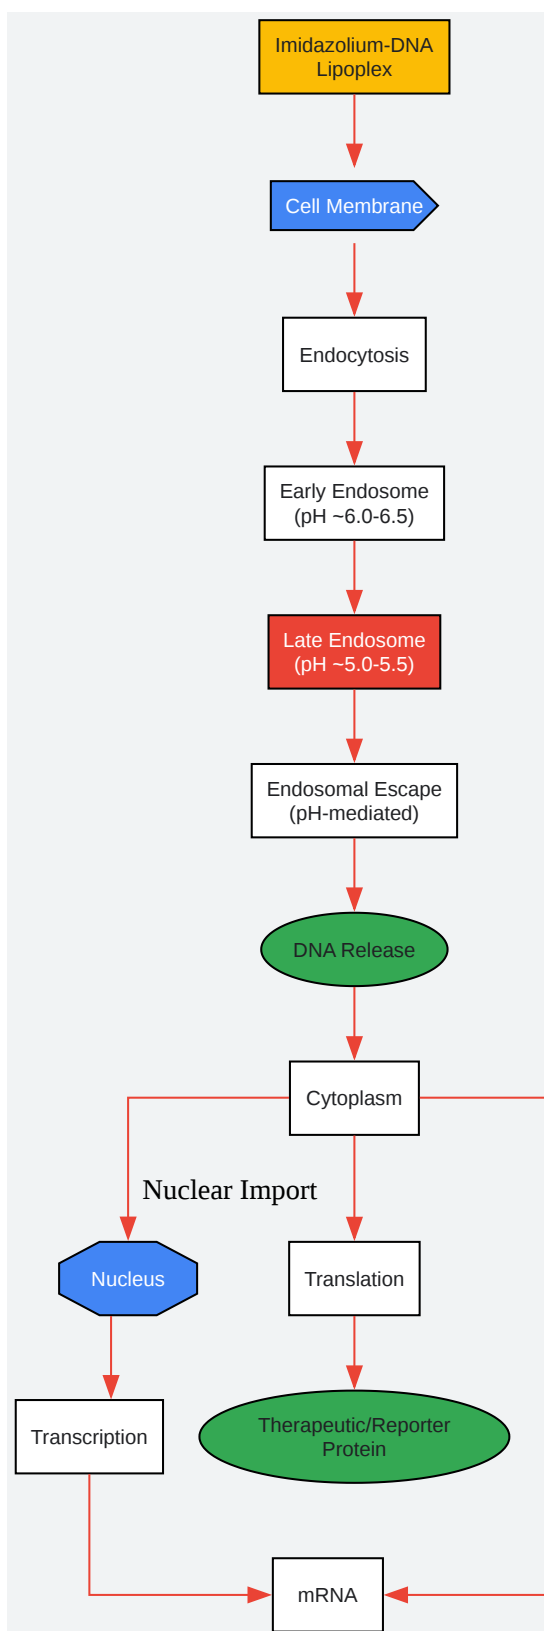 Imidazolium-DNA
Lipoplex
Cell Membrane
Endocytosis
Early Endosome
(pH ~6.0-6.5)
Late Endosome
(pH ~5.0-5.5)
Endosomal Escape
(pH-mediated)
DNA Release
Cytoplasm
Nuclear Import
Nucleus
Translation
Transcription
Therapeutic/Reporter
Protein
mRNA